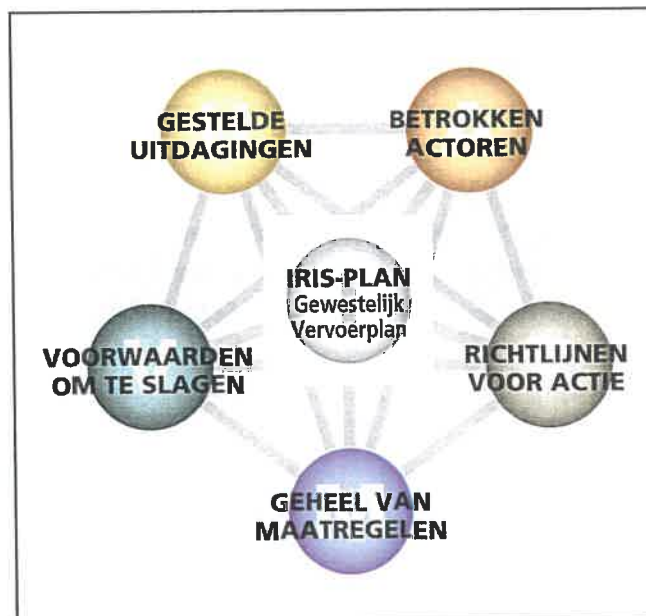 GESTELDE
UITDAGINGEN
BETROKKEN
ACTOREN
IRIS-PLAN
Gewestelijk
Vervoerplan
VOORWAARDEN
OM TE SLAGEN
RICHTLIJNEN
VOOR ACTIE
GEHEEL VAN
MAATREGELEN